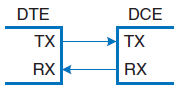 DTE DCE
TX TX
RX RX